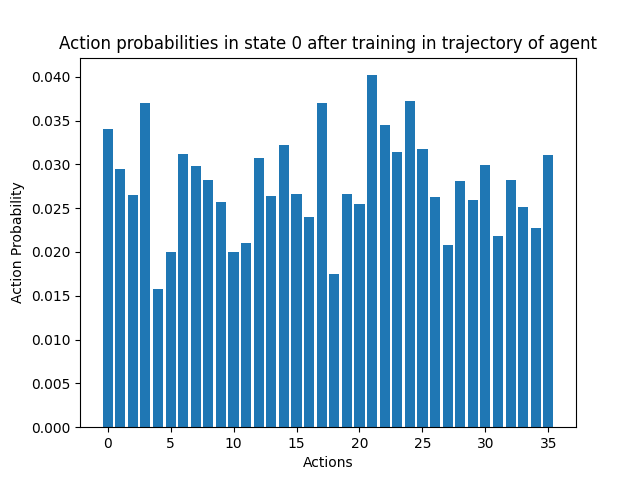 Action probabilities in state 0 after training in trajectory of agent
0.040
0.035
0.030
0.025
0.020
0.015
0.010
0.005
0.000
Action Probability
0 5 10 15 20 25 30 35
Actions